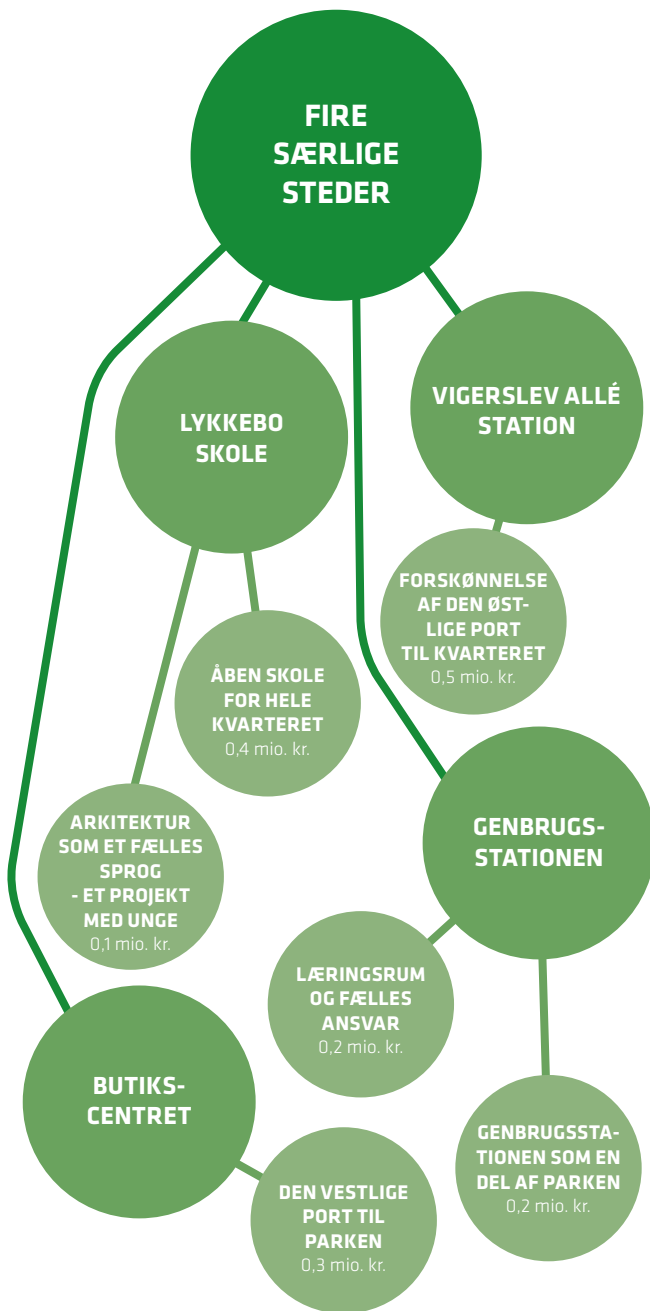 FIRE
SÆRLIGE
STEDER
LYKKEBO
SKOLE
VIGERSLEV ALLÉ
STATION
FORSKØNNELSE
AF DEN ØST-
LIGE PORT
TIL KVARTERET
0,5 mio. kr.
ÅBEN SKOLE
FOR HELE
KVARTERET
0,4 mio. kr.
ARKITEKTUR
SOM ET FÆLLES
SPROG
- ET PROJEKT
MED UNGE
0,1 mio. kr.
GENBRUGS-
STATIONEN
LÆRINGSRUM
OG FÆLLES
ANSVAR
0,2 mio. kr.
BUTIKS-
CENTRET
GENBRUGSSTA-
TIONEN SOM EN
DEL AF PARKEN
0,2 mio. kr.
DEN VESTLIGE
PORT TIL
PARKEN
0,3 mio. kr.